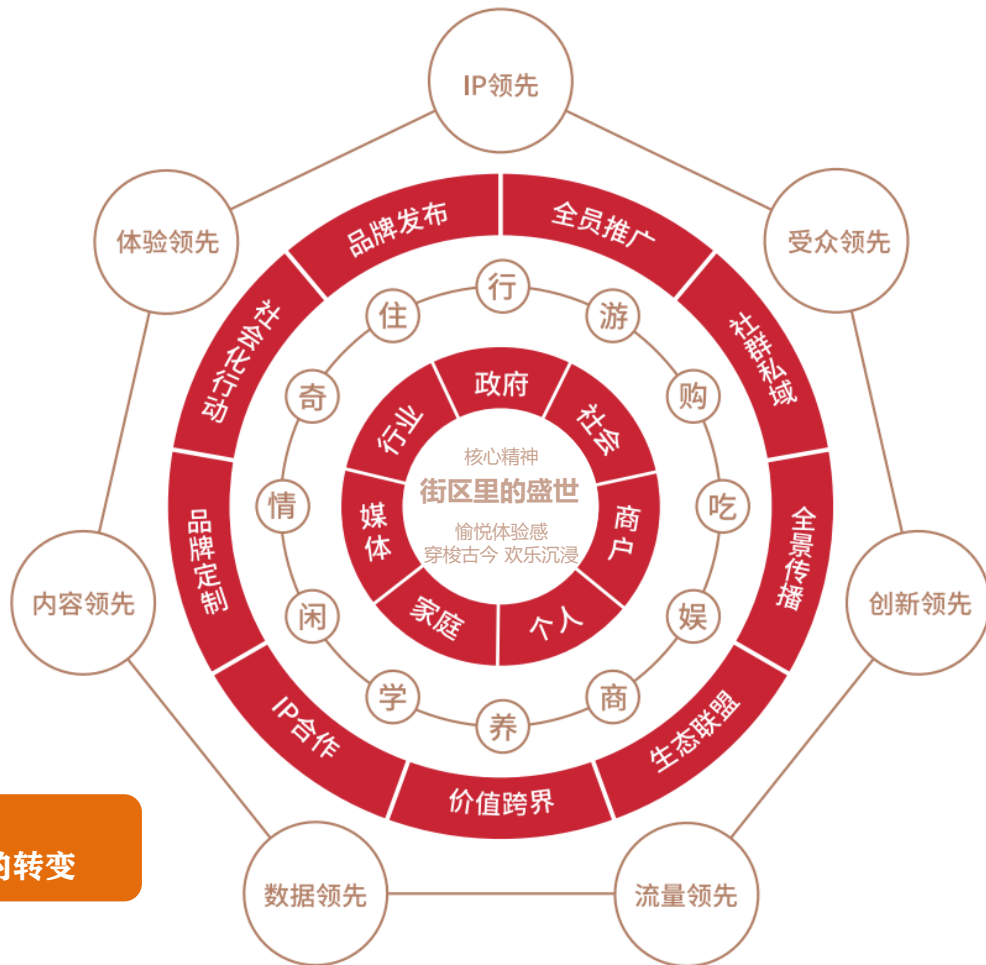 IP领先
受众领先
创新领先
流量领先
数据领先
内容领先
体验领先
全员推广
社群私域
全景传播
生态联盟
价值跨界
IP合作
品牌定制
社会化行动
品牌发布
行
游
购
吃
娱
商
养
学
闲
情
奇
住
政府
社会
商户
个人
家庭
媒体
行业
核心精神
街区里的盛世
愉悦体验感
穿梭古今 欢乐沉浸
的转变